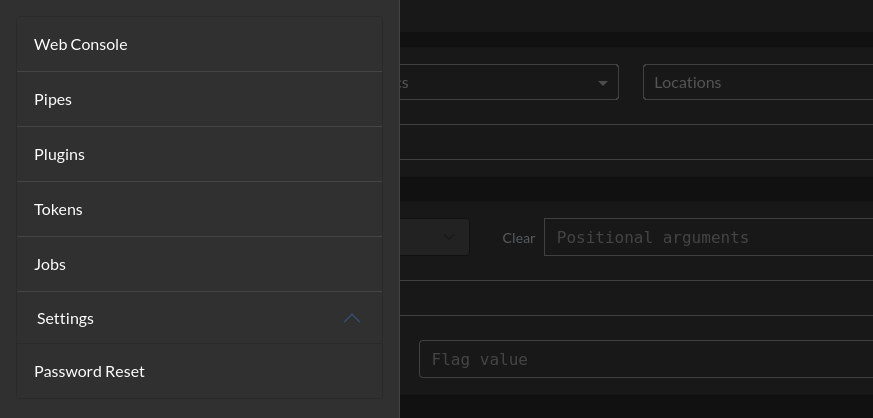 Web Console
Pipes
Plugins
Tokens
Jobs
Settings
Password Reset
Locations
Clear
Positional arguments
Flag value